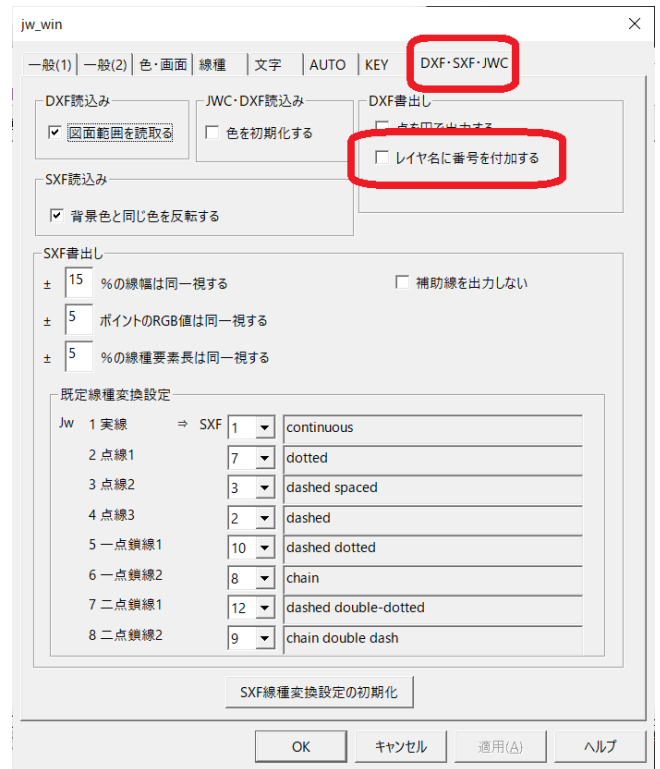 jw_win
一般(1) 一般(2) 色・画面 線種 文字 AUTO KEY DXF・SXF・JWC
DXF読込み
図面範囲を読取る
JWC・DXF読込み
色を初期化する
DXF書出し
点を円で出力する
レイヤ名に番号を付加する
SXF読込み
背景色と同じ色を反転する
SXF書出し
± 15 %の線幅は同一視する
補助線を出力しない
± 5 ポイントのRGB値は同一視する
± 5 %の線種要素長は同一視する
既定線種変換設定
Jw 1 実線 ⇒ SXF 1 continuous
2 点線1 7 dotted
3 点線2 3 dashed spaced
4 点線3 2 dashed
5 一点鎖線1 10 dashed dotted
6 一点鎖線2 8 chain
7 二点鎖線1 12 dashed double-dotted
8 二点鎖線2 9 chain double dash
SXF線種変換設定の初期化
OK キャンセル 適用(A) ヘルプ